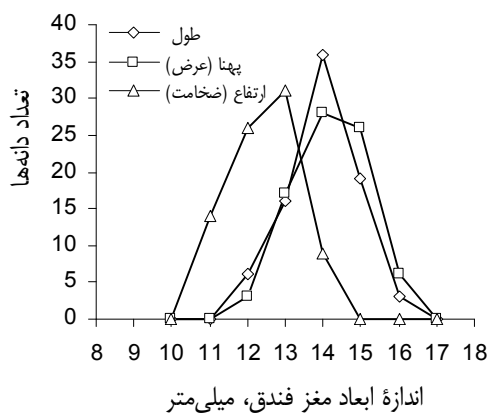 طول
پهنا (عرض)
ارتفاع (ضخامت)
تعداد دانه‌ها
40
35
30
25
20
15
10
5
0
8 9 10 11 12 13 14 15 16 17 18
اندازۀ ابعاد مغز فندق، میلی‌متر